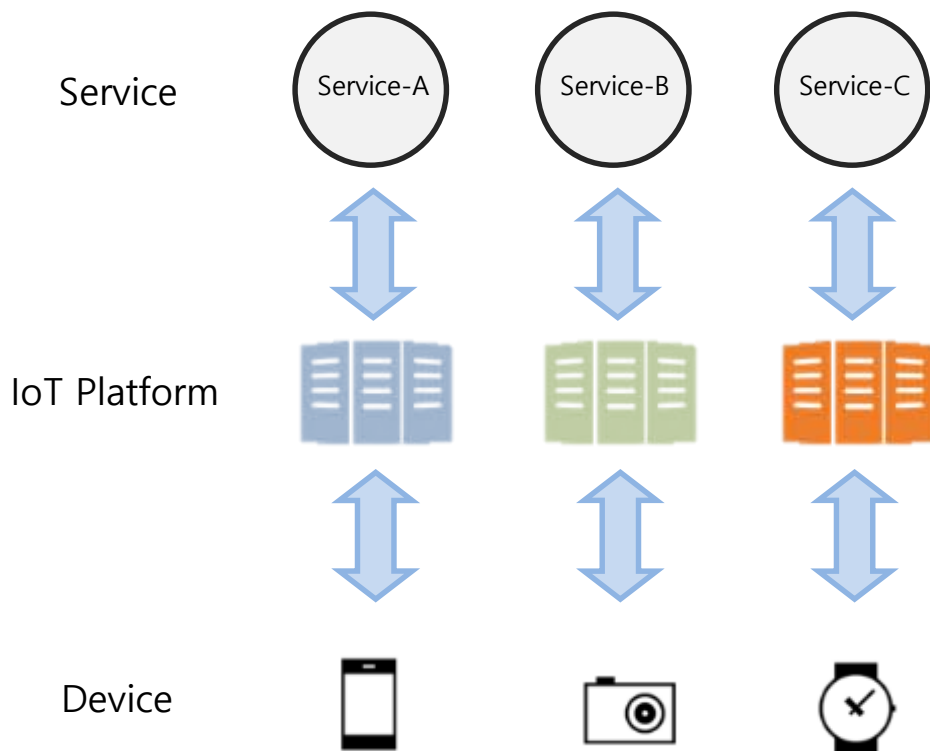 Service
Service-A
Service-B
Service-C
IoT Platform
Device